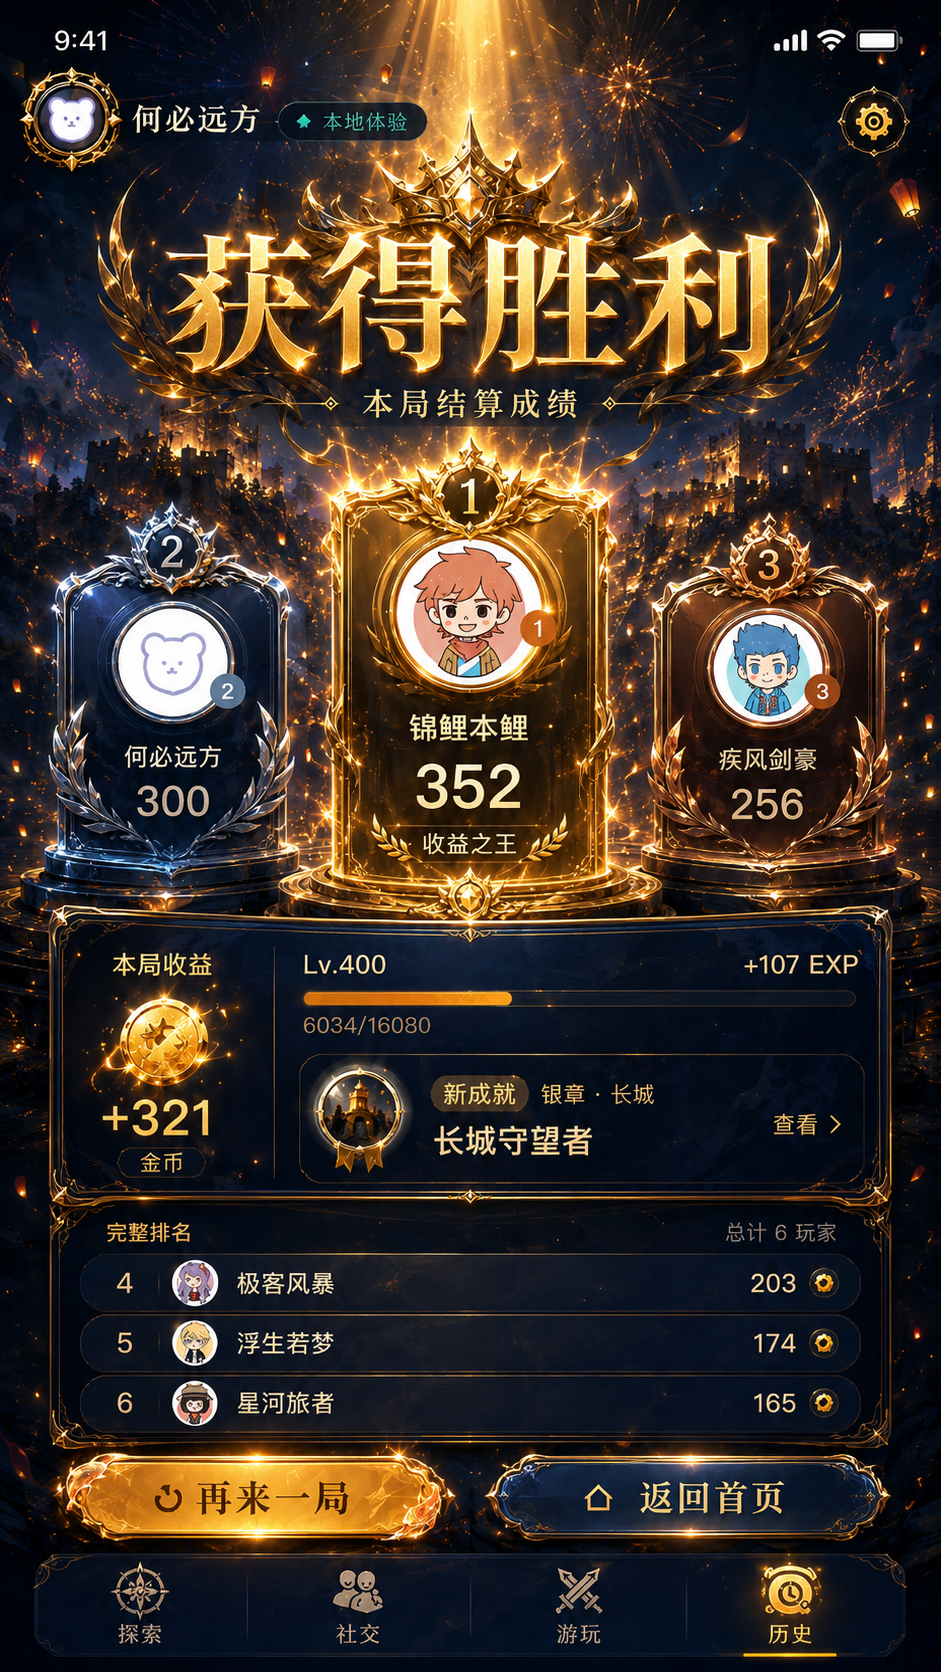 9:41
何必远方
本地体验
获得胜利
本局结算成绩
1
2
3
1
2
3
锦鲤本鲤
352
收益之王
何必远方
300
疾风剑豪
256
本局收益
+321
金币
Lv.400
+107 EXP
6034/16080
新成就
银章 · 长城
长城守望者
查看
完整排名
总计 6 玩家
4 极客风暴 203
5 浮生若梦 174
6 星河旅者 165
再来一局
返回首页
探索
社交
游玩
历史